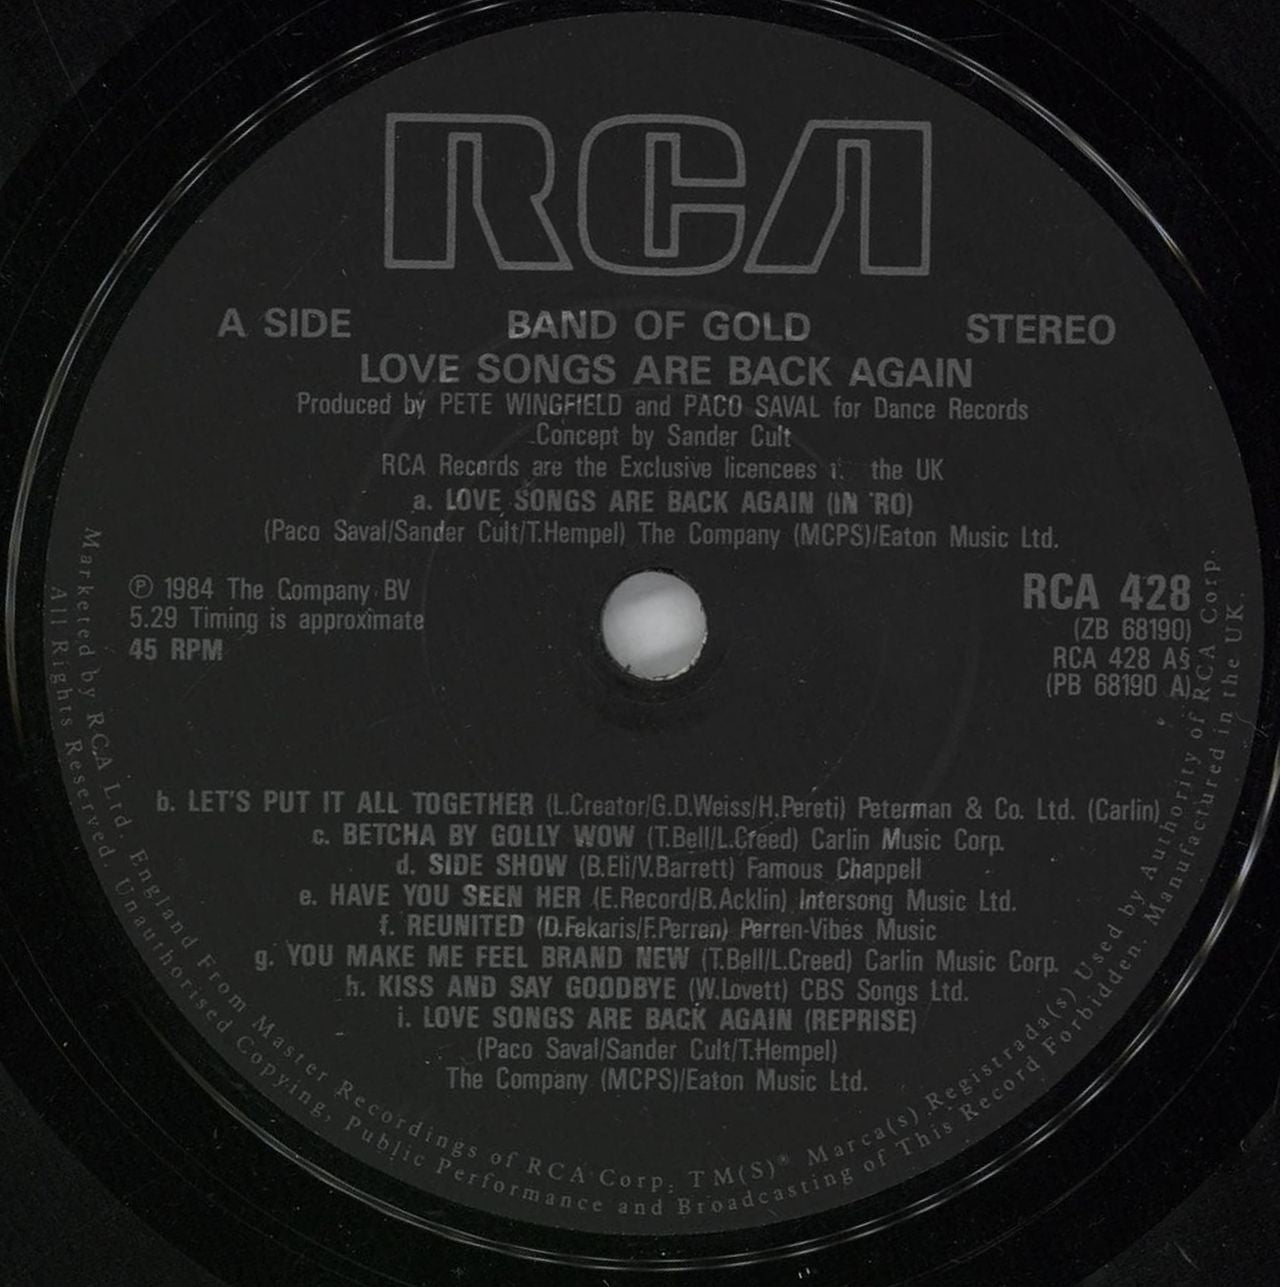 RCA
A SIDE BAND OF GOLD STEREO
LOVE SONGS ARE BACK AGAIN
Produced by PETE WINGFIELD and PACO SAVAL for Dance Records
Concept by Sander Cult
RCA Records are the Exclusive licencees the UK
a. LOVE SONGS ARE BACK AGAIN (IN 'RO)
(Paco Saval/Sander Cult/T.Hempel) The Company (MCPS)/Eaton Music Ltd.
℗ 1984 The Company BV
5.29 Timing is approximate
45 RPM
RCA 428
(ZB 68190)
RCA 428 A§
(PB 68190 A)
b. LET'S PUT IT ALL TOGETHER (L.Creator/G.D.Weiss/H.Pereti) Peterman & Co. Ltd. (Carlin)
c. BETCHA BY GOLLY WOW (T.Bell/L.Creed) Carlin Music Corp.
d. SIDE SHOW (B.Eli/V.Barrett) Famous Chappell
e. HAVE YOU SEEN HER (E.Record/B.Acklin) Intersong Music Ltd.
f. REUNITED (D.Fekaris/F.Perren) Perren-Vibes Music
g. YOU MAKE ME FEEL BRAND NEW (T.Bell/L.Creed) Carlin Music Corp.
h. KISS AND SAY GOODBYE (W.Lovett) CBS Songs Ltd.
i. LOVE SONGS ARE BACK AGAIN (REPRISE)
(Paco Saval/Sander Cult/T.Hempel)
The Company (MCPS)/Eaton Music Ltd.
Marketed by RCA Ltd. England From Master Recordings of RCA Corp. TM(S)® Marca(s) Registrada(s) Used by Authority of RCA Corp.
All Rights Reserved. Unauthorised Copying, Public Performance and Broadcasting of This Record Forbidden. Manufactured in the UK.